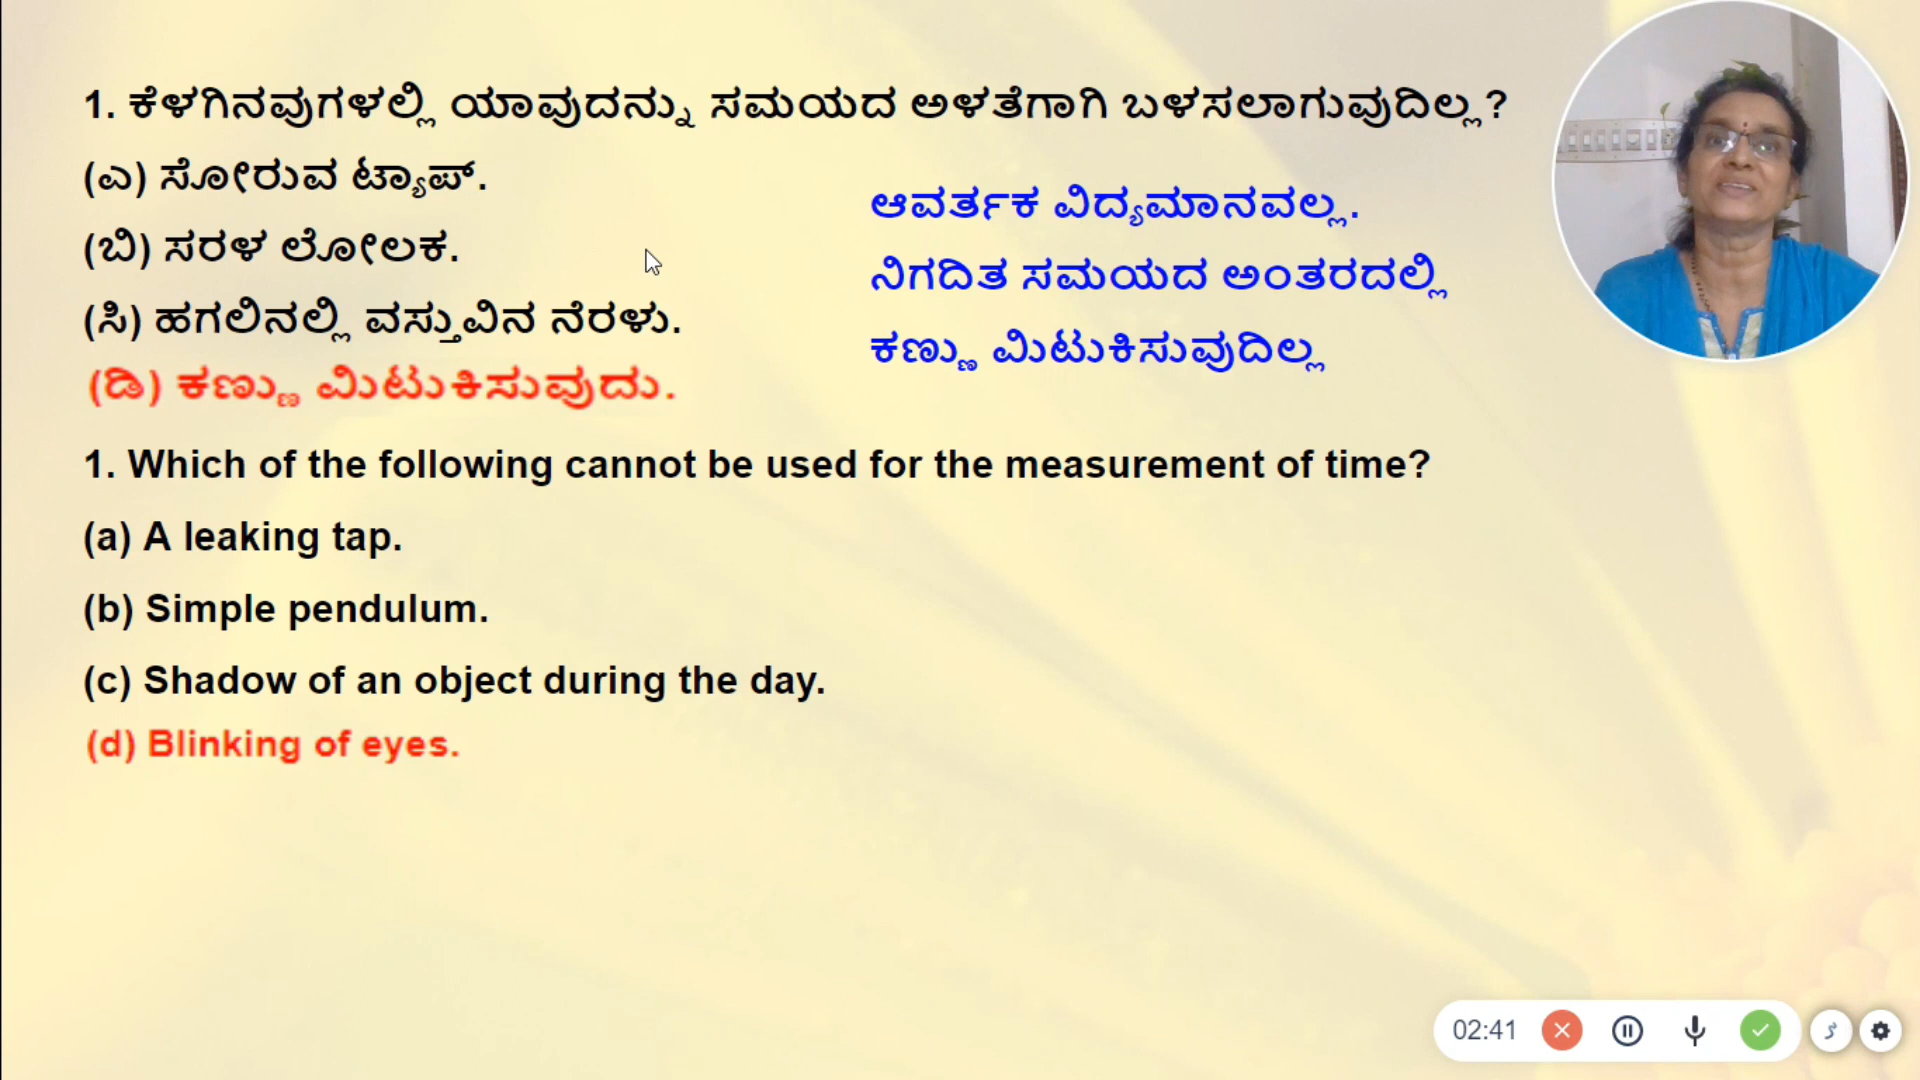 1. ಕೆಳಗಿನವುಗಳಲ್ಲಿ ಯಾವುದನ್ನು ಸಮಯದ ಅಳತೆಗಾಗಿ ಬಳಸಲಾಗುವುದಿಲ್ಲ?
(ಎ) ಸೋರುವ ಟ್ಯಾಪ್.
(ಬಿ) ಸರಳ ಲೋಲಕ.
(ಸಿ) ಹಗಲಿನಲ್ಲಿ ವಸ್ತುವಿನ ನೆರಳು.
(ಡಿ) ಕಣ್ಣು ಮಿಟುಕಿಸುವುದು.
ಆವರ್ತಕ ವಿದ್ಯಮಾನವಲ್ಲ.
ನಿಗದಿತ ಸಮಯದ ಅಂತರದಲ್ಲಿ
ಕಣ್ಣು ಮಿಟುಕಿಸುವುದಿಲ್ಲ
1. Which of the following cannot be used for the measurement of time?
(a) A leaking tap.
(b) Simple pendulum.
(c) Shadow of an object during the day.
(d) Blinking of eyes.
02:41